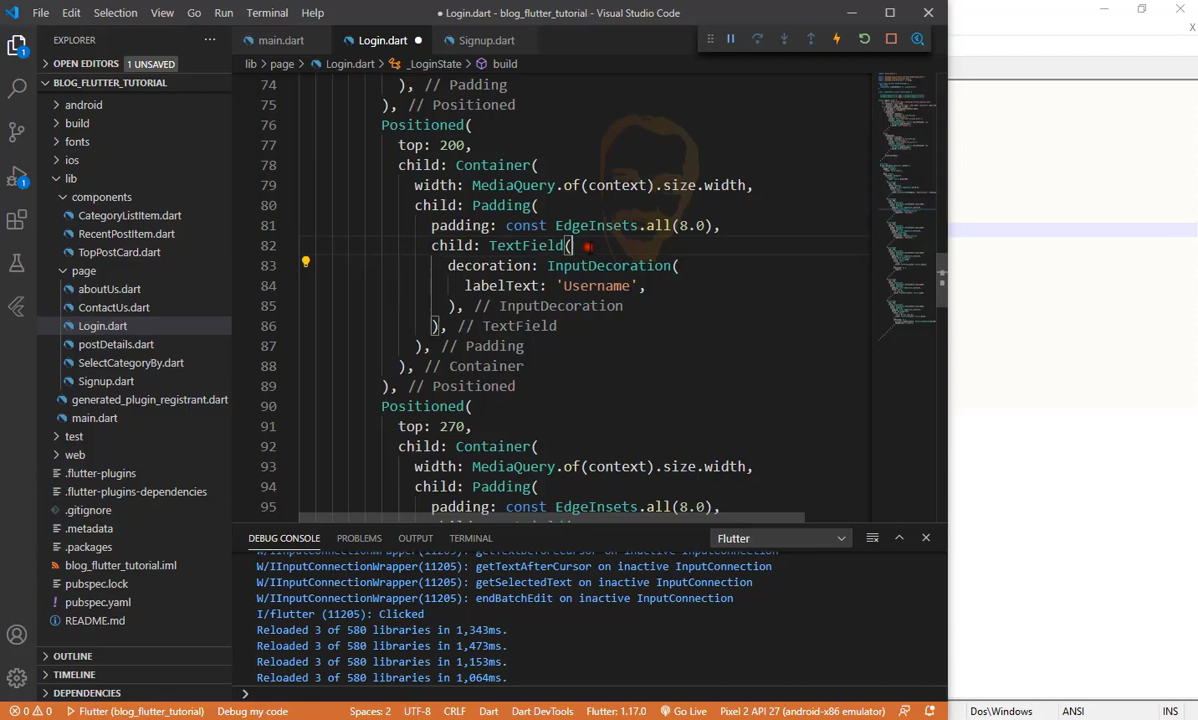 File Edit Selection View Go Run Terminal Help ● Login.dart - blog_flutter_tutorial - Visual Studio Code
EXPLORER ···
main.dart Login.dart ● Signup.dart
OPEN EDITORS 1 UNSAVED
lib > page > Login.dart > _LoginState > build
BLOG_FLUTTER_TUTORIAL
android
build
fonts
ios
lib
components
CategoryListItem.dart
RecentPostItem.dart
TopPostCard.dart
page
aboutUs.dart
ContactUs.dart
Login.dart
postDetails.dart
SelectCategoryBy.dart
Signup.dart
generated_plugin_registrant.dart
main.dart
test
web
.flutter-plugins
.flutter-plugins-dependencies
.gitignore
.metadata
.packages
blog_flutter_tutorial.iml
pubspec.lock
pubspec.yaml
README.md
OUTLINE
TIMELINE
DEPENDENCIES
1
1
74 ), // Padding
75 ), // Positioned
76 Positioned(
77 top: 200,
78 child: Container(
79 width: MediaQuery.of(context).size.width,
80 child: Padding(
81 padding: const EdgeInsets.all(8.0),
82 child: TextField(
83 decoration: InputDecoration(
84 labelText: 'Username',
85 ), // InputDecoration
86 ), // TextField
87 ), // Padding
88 ), // Container
89 ), // Positioned
90 Positioned(
91 top: 270,
92 child: Container(
93 width: MediaQuery.of(context).size.width,
94 child: Padding(
95 padding: const EdgeInsets.all(8.0),
DEBUG CONSOLE PROBLEMS OUTPUT TERMINAL Flutter
W/IInputConnectionWrapper(11205): getTextBeforeCursor on inactive InputConnection
W/IInputConnectionWrapper(11205): getTextAfterCursor on inactive InputConnection
W/IInputConnectionWrapper(11205): getSelectedText on inactive InputConnection
W/IInputConnectionWrapper(11205): endBatchEdit on inactive InputConnection
I/flutter (11205): Clicked
Reloaded 3 of 580 libraries in 1,343ms.
Reloaded 3 of 580 libraries in 1,473ms.
Reloaded 3 of 580 libraries in 1,153ms.
Reloaded 3 of 580 libraries in 1,064ms.
>
0 0 Flutter (blog_flutter_tutorial) Debug my code Spaces: 2 UTF-8 CRLF Dart Dart DevTools Flutter: 1.17.0 Go Live Pixel 2 API 27 (android-x86 emulator)
Dos\Windows ANSI INS
X